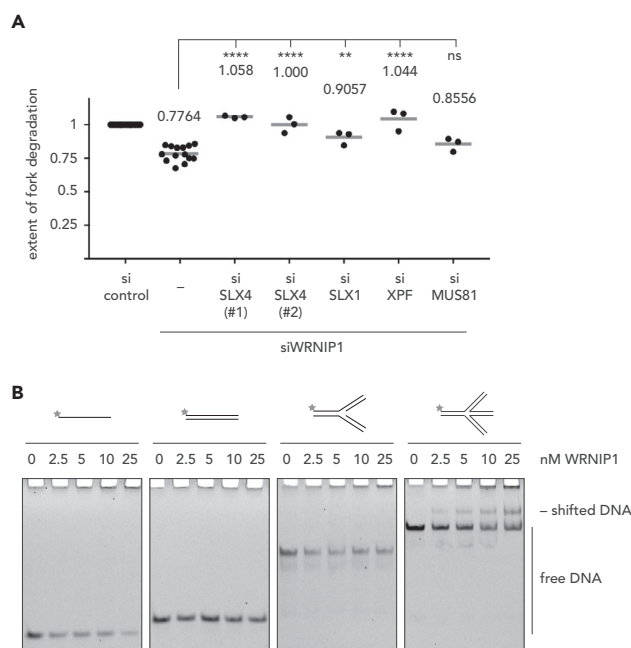 A
**** **** ** **** ns
1.058 1.000 1.044
0.9057 0.8556
0.7764
extent of fork degradation
1
0.75
0.5
0.25
si control
–
si SLX4 (#1)
si SLX4 (#2)
si SLX1
si XPF
si MUS81
siWRNIP1
B
0 2.5 5 10 25 0 2.5 5 10 25 0 2.5 5 10 25 0 2.5 5 10 25 nM WRNIP1
– shifted DNA
free DNA